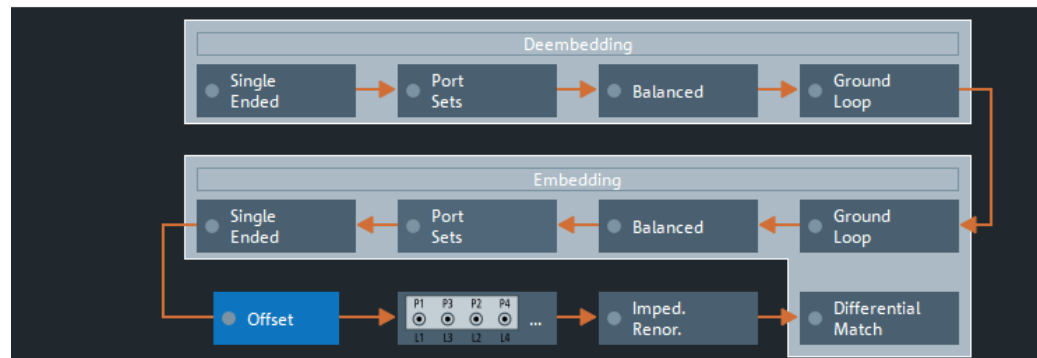 Deembedding
Single
Ended
Port
Sets
Balanced
Ground
Loop
Embedding
Single
Ended
Port
Sets
Balanced
Ground
Loop
Offset
P1 P3 P2 P4
L1 L3 L2 L4
...
Imped.
Renor.
Differential
Match